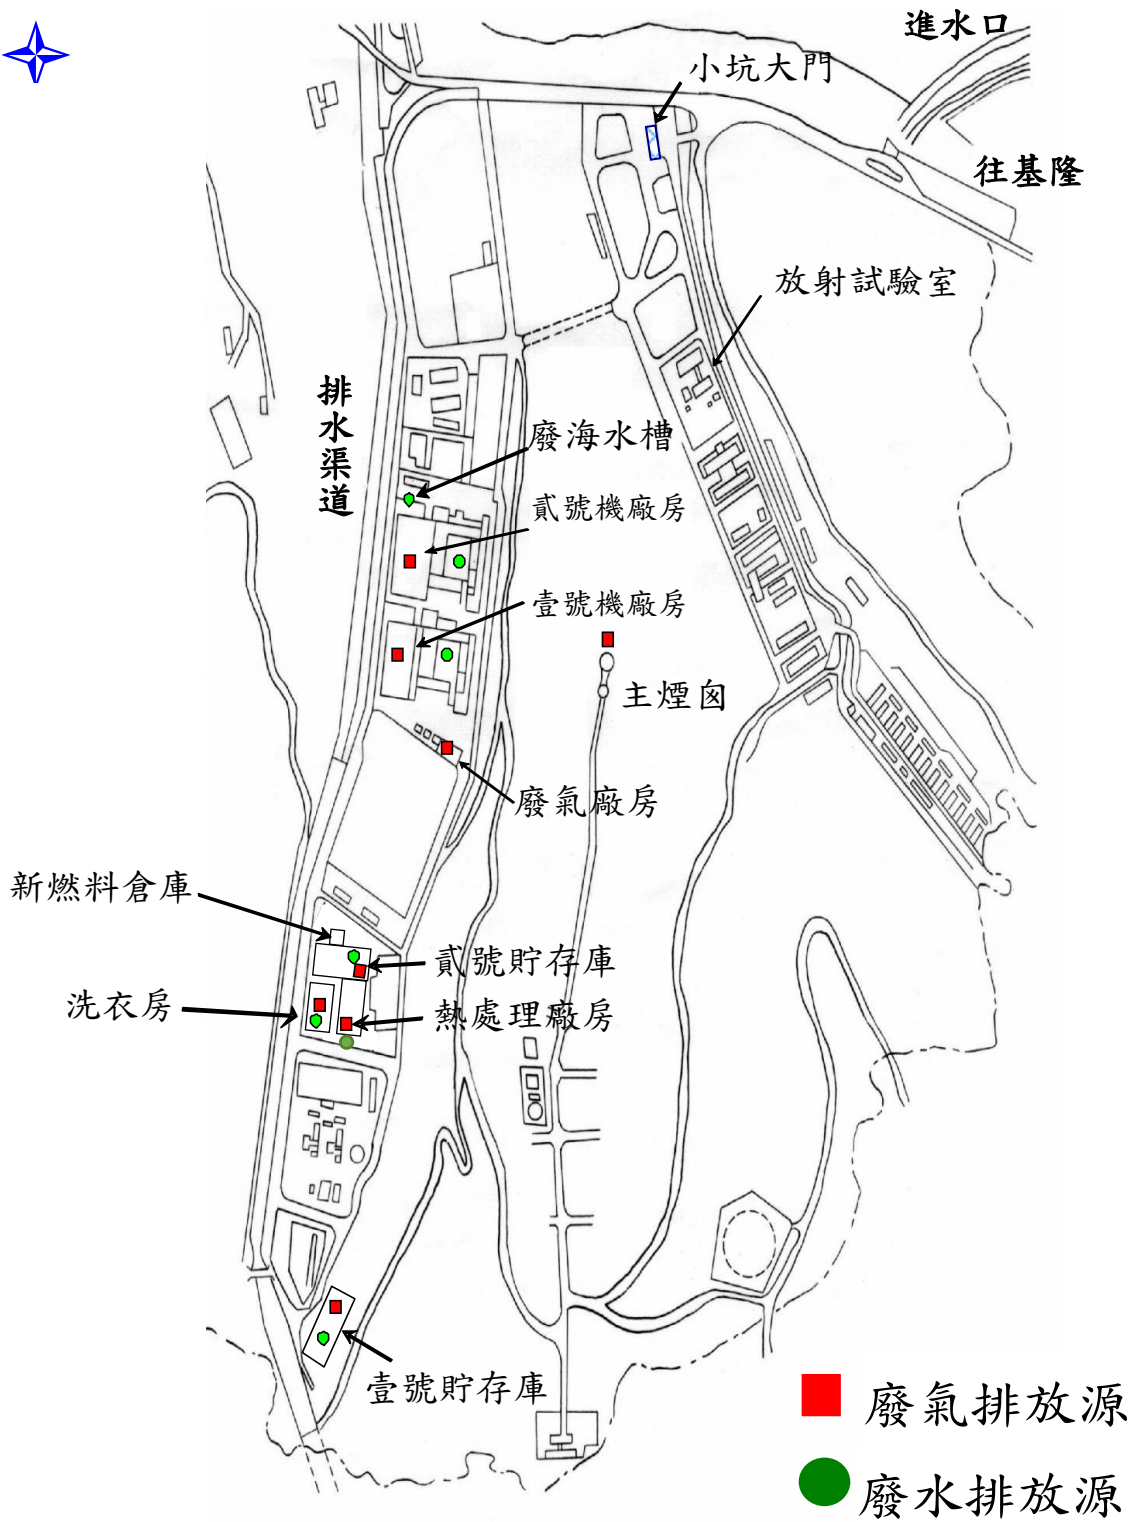 進水口
小坑大門
往基隆
放射試驗室
排水渠道
廢海水槽
貳號機廠房
壹號機廠房
主煙囪
廢氣廠房
新燃料倉庫
貳號貯存庫
洗衣房
熱處理廠房
壹號貯存庫
廢氣排放源
廢水排放源